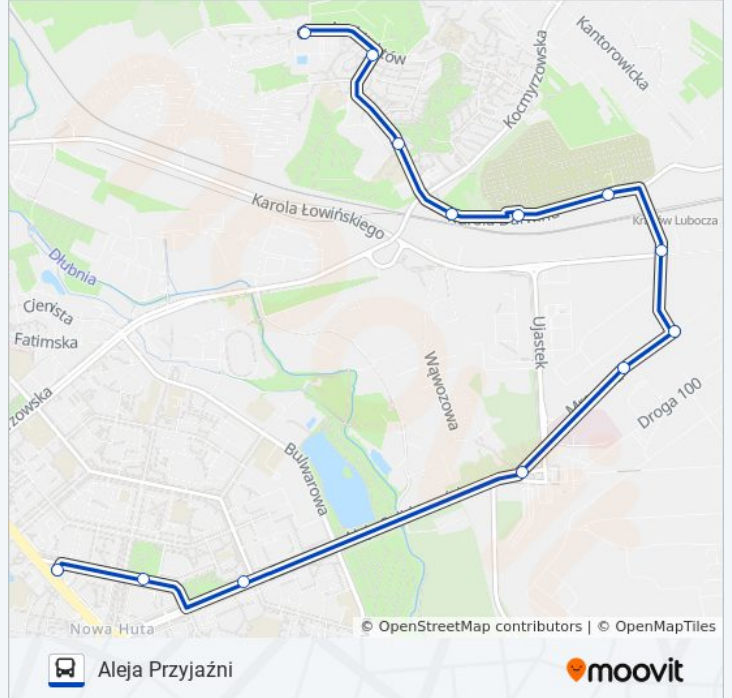 Kantorowicka
Kocmyrzowska
Karola Łowińskiego
Kraków Lubocza
Dłubnia
Cienista
Fatimska
Ujastek
Wąwozowa
Droga 100
Bulwarowa
Nowa Huta
© OpenStreetMap contributors | © OpenMapTiles
Aleja Przyjaźni
moovit